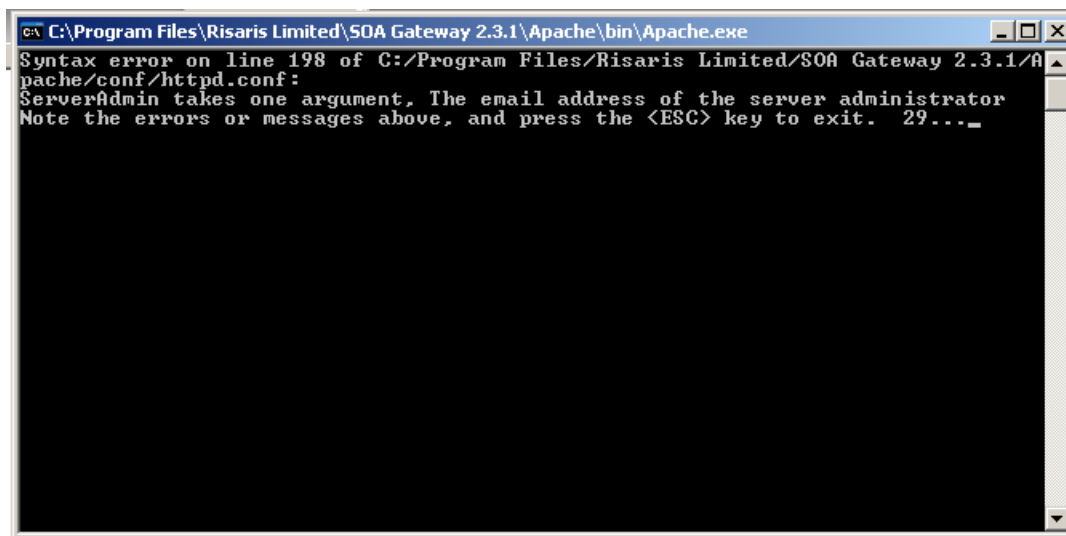 C:\Program Files\Risaris Limited\SOA Gateway 2.3.1\Apache\bin\Apache.exe
Syntax error on line 198 of C:/Program Files/Risaris Limited/SOA Gateway 2.3.1/A
pache/conf/httpd.conf:
ServerAdmin takes one argument, The email address of the server administrator
Note the errors or messages above, and press the <ESC> key to exit.  29..._